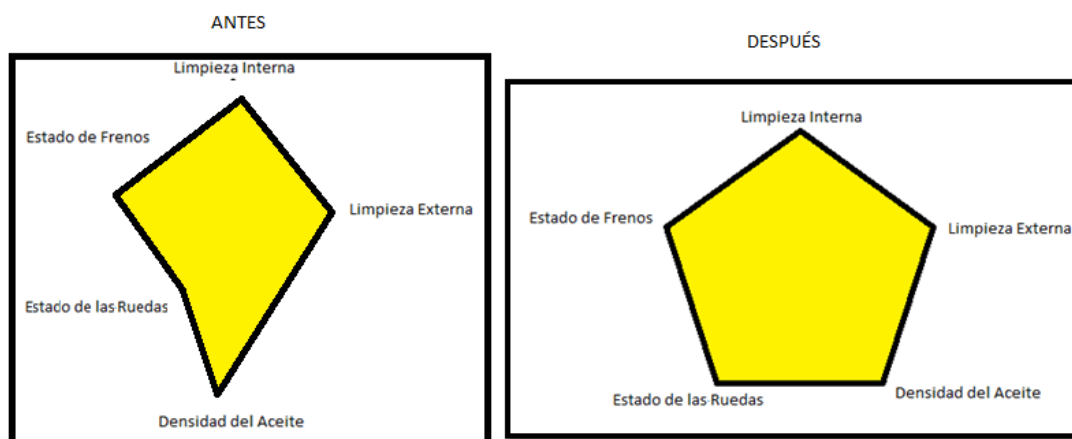 ANTES
Limpieza Interna
Estado de Frenos
Limpieza Externa
Estado de las Ruedas
Densidad del Aceite
DESPUÉS
Limpieza Interna
Estado de Frenos
Limpieza Externa
Densidad del Aceite
Estado de las Ruedas